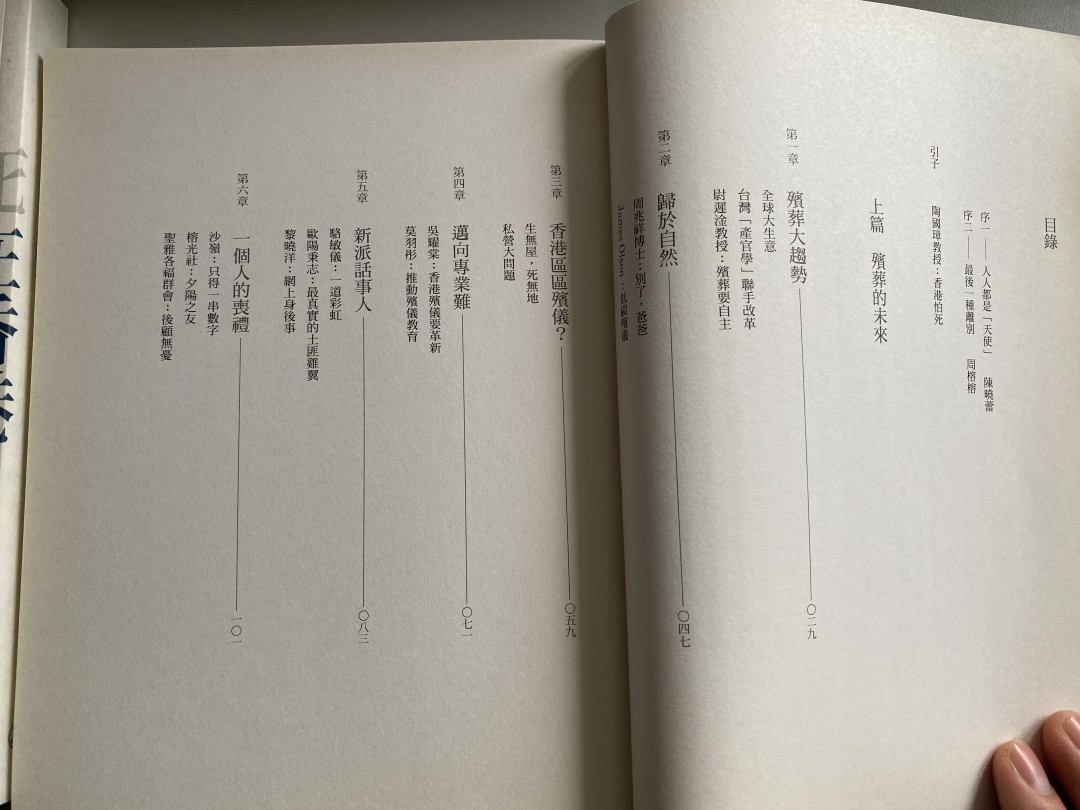 目錄
序一——人人都是「天使」 陳曉蕾
序二——最後一種離別 周榕榕
引子
陶國璋教授：香港怕死
上篇 殯葬的未來
第一章 殯葬大趨勢 〇二九
全球大生意
台灣「產官學」聯手改革
尉遲淦教授：殯葬要自主
第二章 歸於自然 〇四七
周兆祥博士：別了，爸爸
James Olson：低碳殯儀
第三章 香港區區殯儀？ 〇五九
生無屋，死無地
私營大問題
第四章 邁向專業難 〇七一
吳耀棠：香港殯儀要革新
莫羽彤：推動殯儀教育
第五章 新派話事人 〇八三
駱敏儀：一道彩虹
歐陽秉志：最真實的土匪雞翼
黎曉洋：網上身後事
第六章 一個人的喪禮 一〇一
沙嶺：只得一串數字
榕光社：夕陽之友
聖雅各福群會：後顧無憂